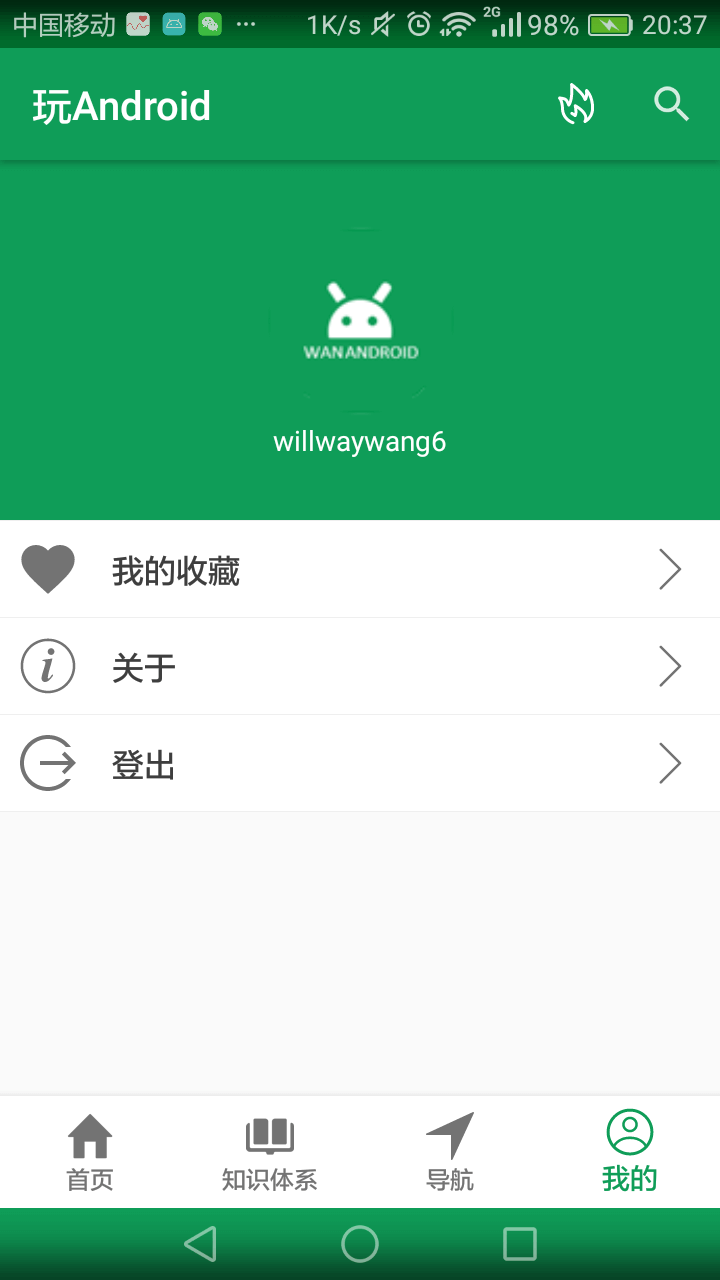 中国移动 ... 1K/s 2G 98% 20:37
玩Android
WANANDROID
willwaywang6
我的收藏
关于
登出
首页 知识体系 导航 我的